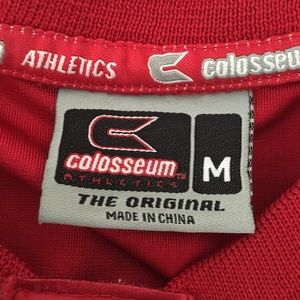 ATHLETICS colosseum
colosseum
ATHLETICS
M
THE ORIGINAL
MADE IN CHINA